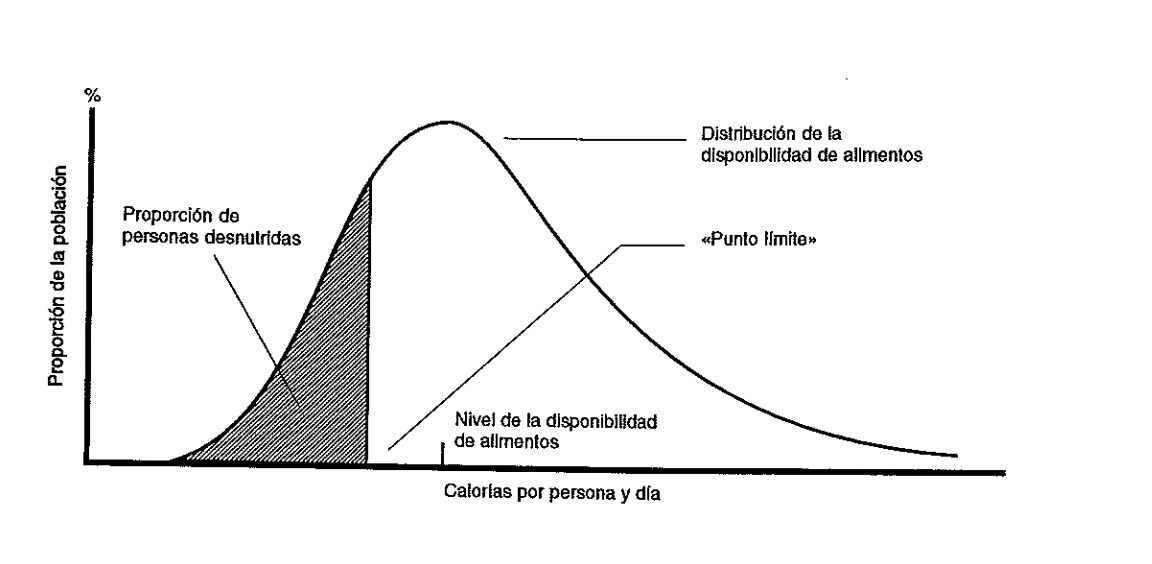 %
Proporción de la población
Proporción de
personas desnutridas
Distribución de la
disponibilidad de alimentos
«Punto límite»
Nivel de la disponibilidad
de alimentos
Calorías por persona y día